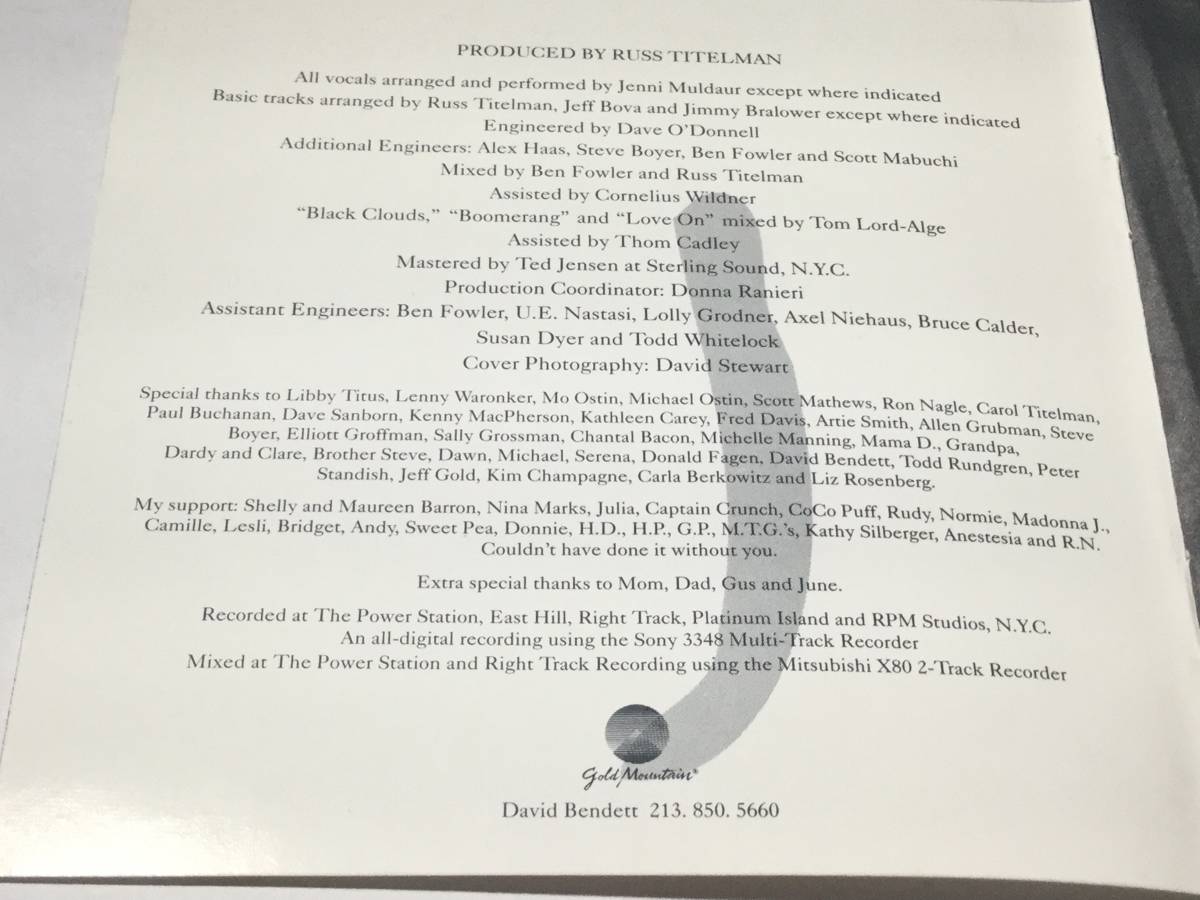 PRODUCED BY RUSS TITELMAN
All vocals arranged and performed by Jenni Muldaur except where indicated
Basic tracks arranged by Russ Titelman, Jeff Bova and Jimmy Bralower except where indicated
Engineered by Dave O'Donnell
Additional Engineers: Alex Haas, Steve Boyer, Ben Fowler and Scott Mabuchi
Mixed by Ben Fowler and Russ Titelman
Assisted by Cornelius Wildner
“Black Clouds,” “Boomerang” and “Love On” mixed by Tom Lord-Alge
Assisted by Thom Cadley
Mastered by Ted Jensen at Sterling Sound, N.Y.C.
Production Coordinator: Donna Ranieri
Assistant Engineers: Ben Fowler, U.E. Nastasi, Lolly Grodner, Axel Niehaus, Bruce Calder,
Susan Dyer and Todd Whitelock
Cover Photography: David Stewart
Special thanks to Libby Titus, Lenny Waronker, Mo Ostin, Michael Ostin, Scott Mathews, Ron Nagle, Carol Titelman,
Paul Buchanan, Dave Sanborn, Kenny MacPherson, Kathleen Carey, Fred Davis, Artie Smith, Allen Grubman, Steve
Boyer, Elliott Groffman, Sally Grossman, Chantal Bacon, Michelle Manning, Mama D., Grandpa,
Dardy and Clare, Brother Steve, Dawn, Michael, Serena, Donald Fagen, David Bendett, Todd Rundgren, Peter
Standish, Jeff Gold, Kim Champagne, Carla Berkowitz and Liz Rosenberg.
My support: Shelly and Maureen Barron, Nina Marks, Julia, Captain Crunch, CoCo Puff, Rudy, Normie, Madonna J.,
Camille, Lesli, Bridget, Andy, Sweet Pea, Donnie, H.D., H.P., G.P., M.T.G.'s, Kathy Silberger, Anestesia and R.N.
Couldn't have done it without you.
Extra special thanks to Mom, Dad, Gus and June.
Recorded at The Power Station, East Hill, Right Track, Platinum Island and RPM Studios, N.Y.C.
An all-digital recording using the Sony 3348 Multi-Track Recorder
Mixed at The Power Station and Right Track Recording using the Mitsubishi X80 2-Track Recorder
Gold Mountain®
David Bendett 213. 850. 5660